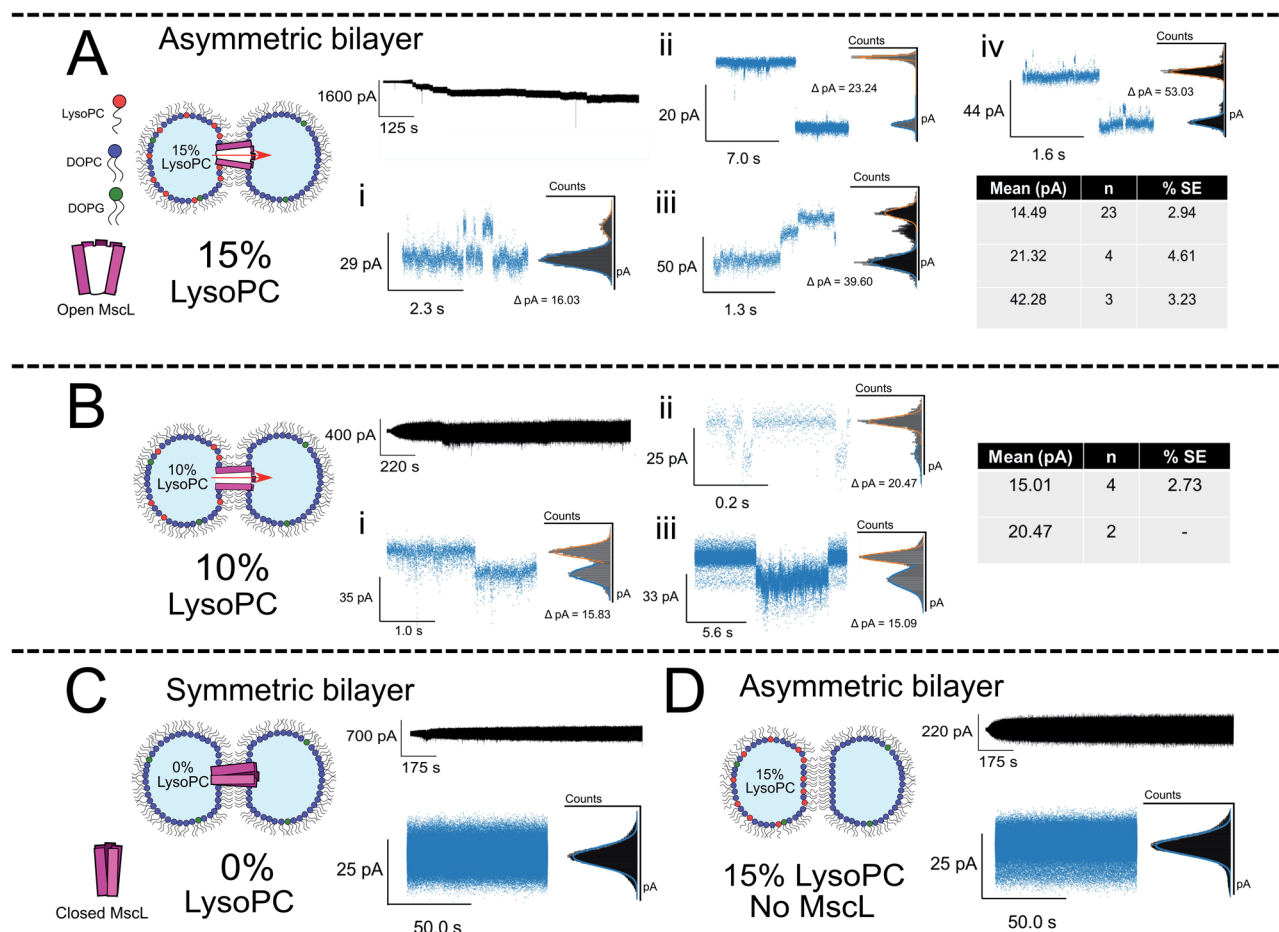 A
Asymmetric bilayer
LysoPC
DOPC
DOPG
Open MscL
15%
LysoPC
15%
LysoPC
1600 pA
125 s
i
29 pA
2.3 s
Counts
pA
Δ pA = 16.03
ii
20 pA
7.0 s
Counts
pA
Δ pA = 23.24
iii
50 pA
1.3 s
Counts
pA
Δ pA = 39.60
iv
44 pA
1.6 s
Counts
pA
Δ pA = 53.03
Mean (pA) n % SE
14.49 23 2.94
21.32 4 4.61
42.28 3 3.23
B
10%
LysoPC
10%
LysoPC
400 pA
220 s
i
35 pA
1.0 s
Counts
pA
Δ pA = 15.83
ii
25 pA
0.2 s
Counts
pA
Δ pA = 20.47
iii
33 pA
5.6 s
Counts
pA
Δ pA = 15.09
Mean (pA) n % SE
15.01 4 2.73
20.47 2 -
C
Symmetric bilayer
0%
LysoPC
0%
LysoPC
Closed MscL
700 pA
175 s
25 pA
50.0 s
Counts
pA
D
Asymmetric bilayer
15%
LysoPC
15% LysoPC
No MscL
220 pA
175 s
25 pA
50.0 s
Counts
pA